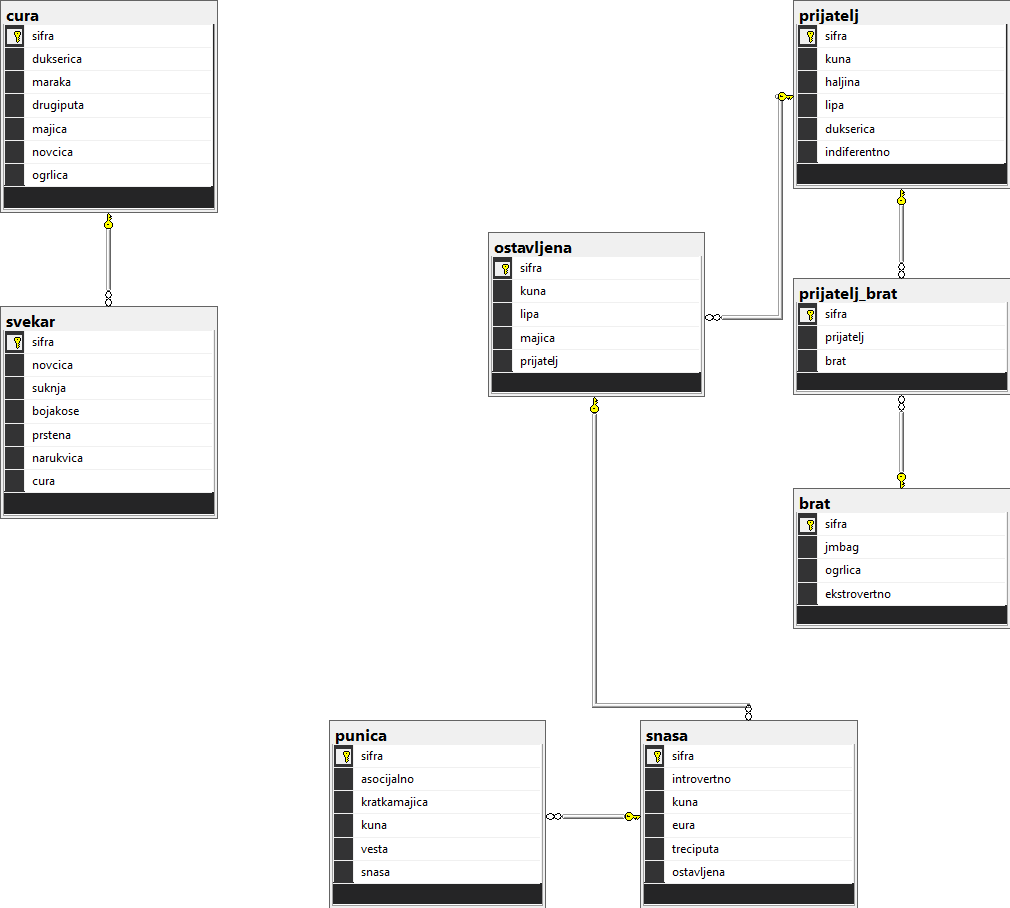 cura
sifra
dukserica
maraka
drugiputa
majica
novcica
ogrlica
prijatelj
sifra
kuna
haljina
lipa
dukserica
indiferentno
ostavljena
sifra
kuna
lipa
majica
prijatelj
prijatelj_brat
sifra
prijatelj
brat
svekar
sifra
novcica
suknja
bojakose
prstena
narukvica
cura
brat
sifra
jmbag
ogrlica
ekstrovertno
punica
sifra
asocijalno
kratkamajica
kuna
vesta
snasa
snasa
sifra
introvertno
kuna
eura
treciputa
ostavljena